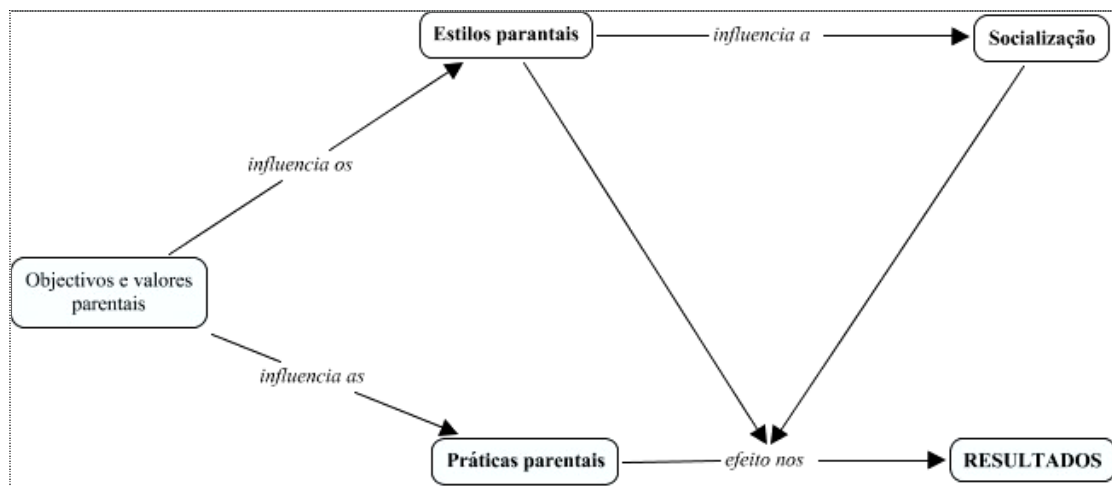 Estilos parantais
influencia a
Socialização
influencia os
Objectivos e valores
parentais
influencia as
Práticas parentais
efeito nos
RESULTADOS